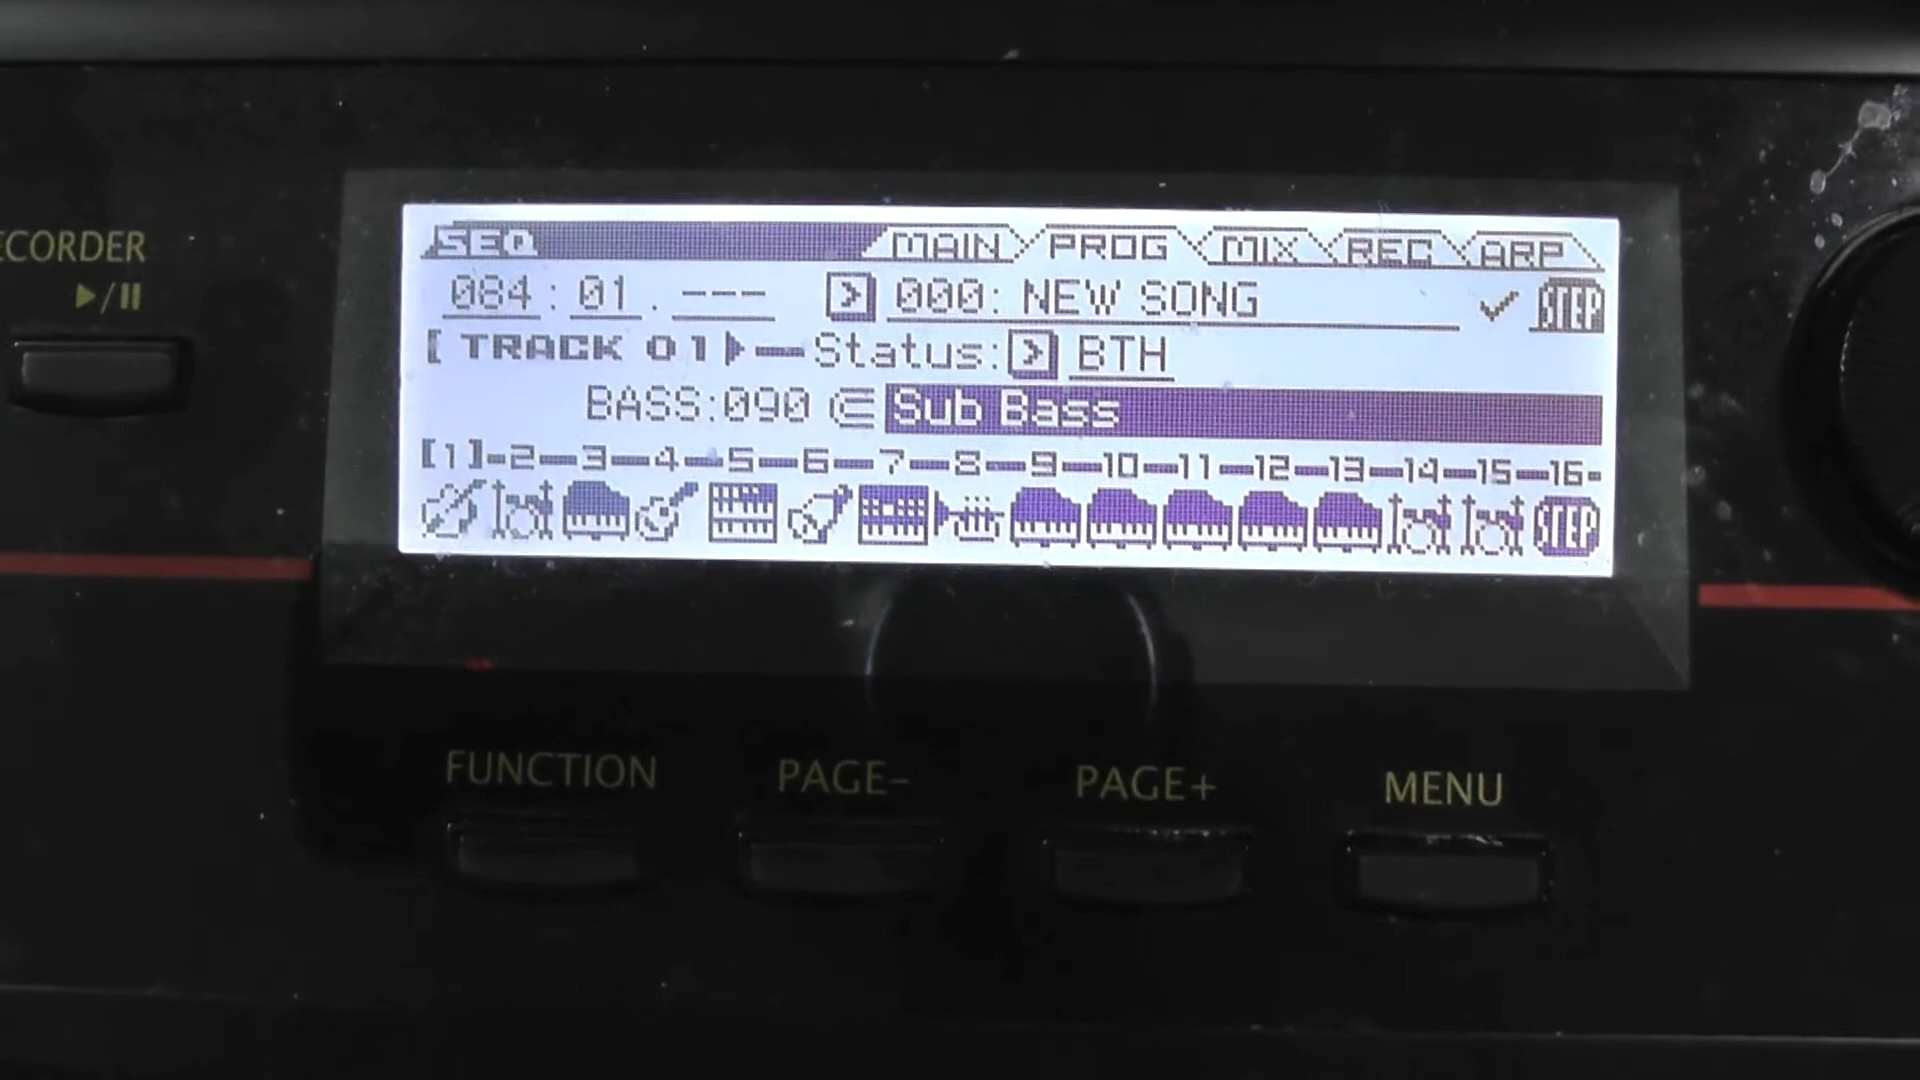 ECORDER
▶/II
SEQ MAIN PROG MIX REC ARP
084:01.--- > 000: NEW SONG ✓ STEP
[ TRACK 01 ▶—Status: > BTH
BASS:090 ∈ Sub Bass
[1]-2-3-4-5-6-7-8-9-10-11-12-13-14-15-16-
STEP
FUNCTION PAGE- PAGE+ MENU